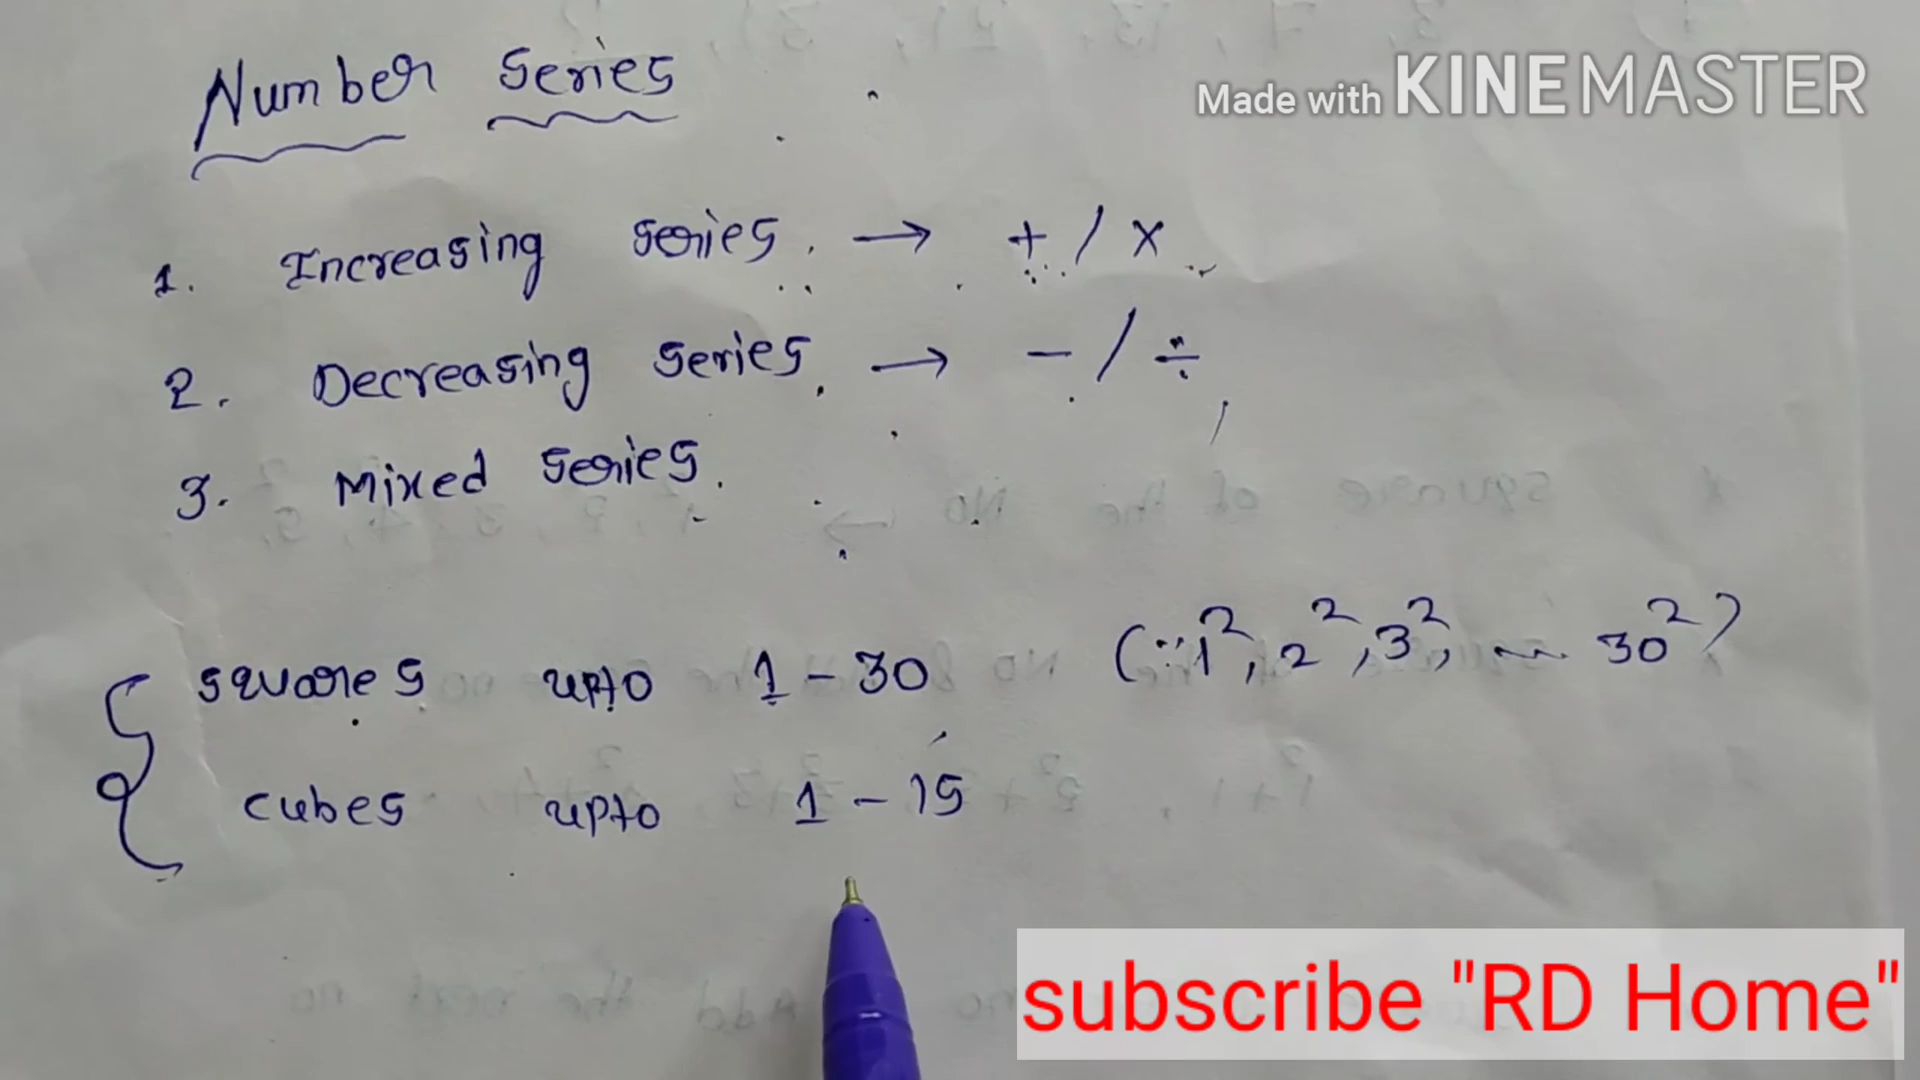 Number Series
Made with KINEMASTER
1. Increasing series. → + / ×
2. Decreasing series. → - / ÷
3. Mixed series.
squares upto 1 - 30 (∵ 1², 2², 3², --- 30²)
cubes upto 1 - 15
subscribe "RD Home"